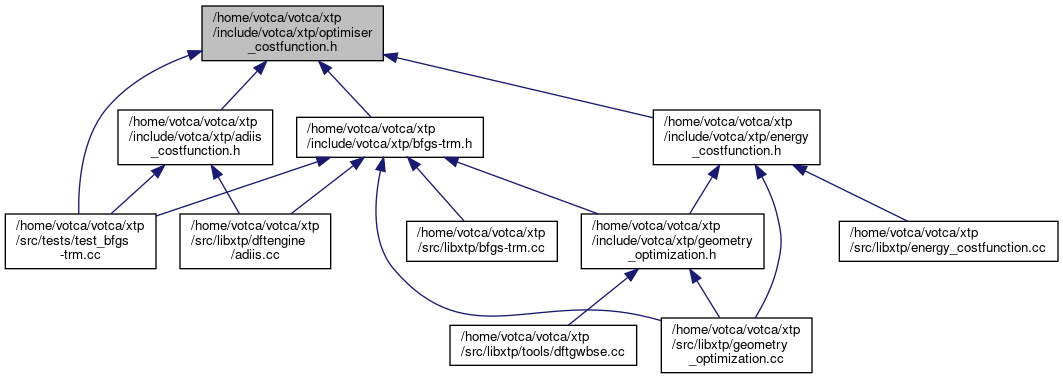 /home/votca/votca/xtp
/include/votca/xtp/optimiser
_costfunction.h
/home/votca/votca/xtp
/include/votca/xtp/adiis
_costfunction.h
/home/votca/votca/xtp
/include/votca/xtp/bfgs-trm.h
/home/votca/votca/xtp
/include/votca/xtp/energy
_costfunction.h
/home/votca/votca/xtp
/src/tests/test_bfgs
-trm.cc
/home/votca/votca/xtp
/src/libxtp/dftengine
/adiis.cc
/home/votca/votca/xtp
/src/libxtp/bfgs-trm.cc
/home/votca/votca/xtp
/include/votca/xtp/geometry
_optimization.h
/home/votca/votca/xtp
/src/libxtp/energy_costfunction.cc
/home/votca/votca/xtp
/src/libxtp/tools/dftgwbse.cc
/home/votca/votca/xtp
/src/libxtp/geometry
_optimization.cc